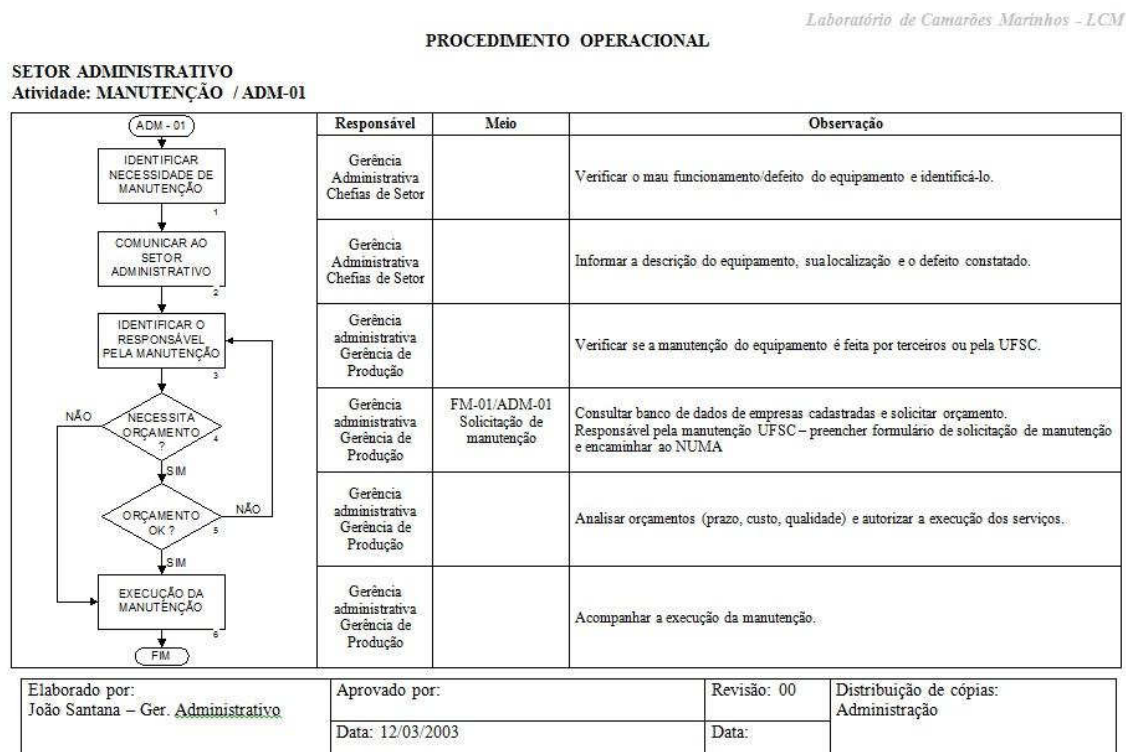 Laboratório de Camarões Marinhos - LCM
PROCEDIMENTO OPERACIONAL
SETOR ADMINISTRATIVO
Atividade: MANUTENÇÃO / ADM-01
ADM - 01
Responsável
Meio
Observação
IDENTIFICAR
NECESSIDADE DE
MANUTENÇÃO
1
Gerência
Administrativa
Chefias de Setor
Verificar o mau funcionamento/defeito do equipamento e identificá-lo.
COMUNICAR AO
SETOR
ADMINISTRATIVO
2
Gerência
Administrativa
Chefias de Setor
Informar a descrição do equipamento, sua localização e o defeito constatado.
IDENTIFICAR O
RESPONSÁVEL
PELA MANUTENÇÃO
3
Gerência
administrativa
Gerência de
Produção
Verificar se a manutenção do equipamento é feita por terceiros ou pela UFSC.
NÃO
NECESSITA
ORÇAMENTO
?
4
SIM
Gerência
administrativa
Gerência de
Produção
FM-01/ADM-01
Solicitação de
manutenção
Consultar banco de dados de empresas cadastradas e solicitar orçamento.
Responsável pela manutenção UFSC – preencher formulário de solicitação de manutenção
e encaminhar ao NUMA
ORÇAMENTO
OK ?
5
NÃO
SIM
Gerência
administrativa
Gerência de
Produção
Analisar orçamentos (prazo, custo, qualidade) e autorizar a execução dos serviços.
EXECUÇÃO DA
MANUTENÇÃO
6
Gerência
administrativa
Gerência de
Produção
Acompanhar a execução da manutenção.
FIM
Elaborado por:
João Santana – Ger. Administrativo
Aprovado por:
Data: 12/03/2003
Revisão: 00
Data:
Distribuição de cópias:
Administração